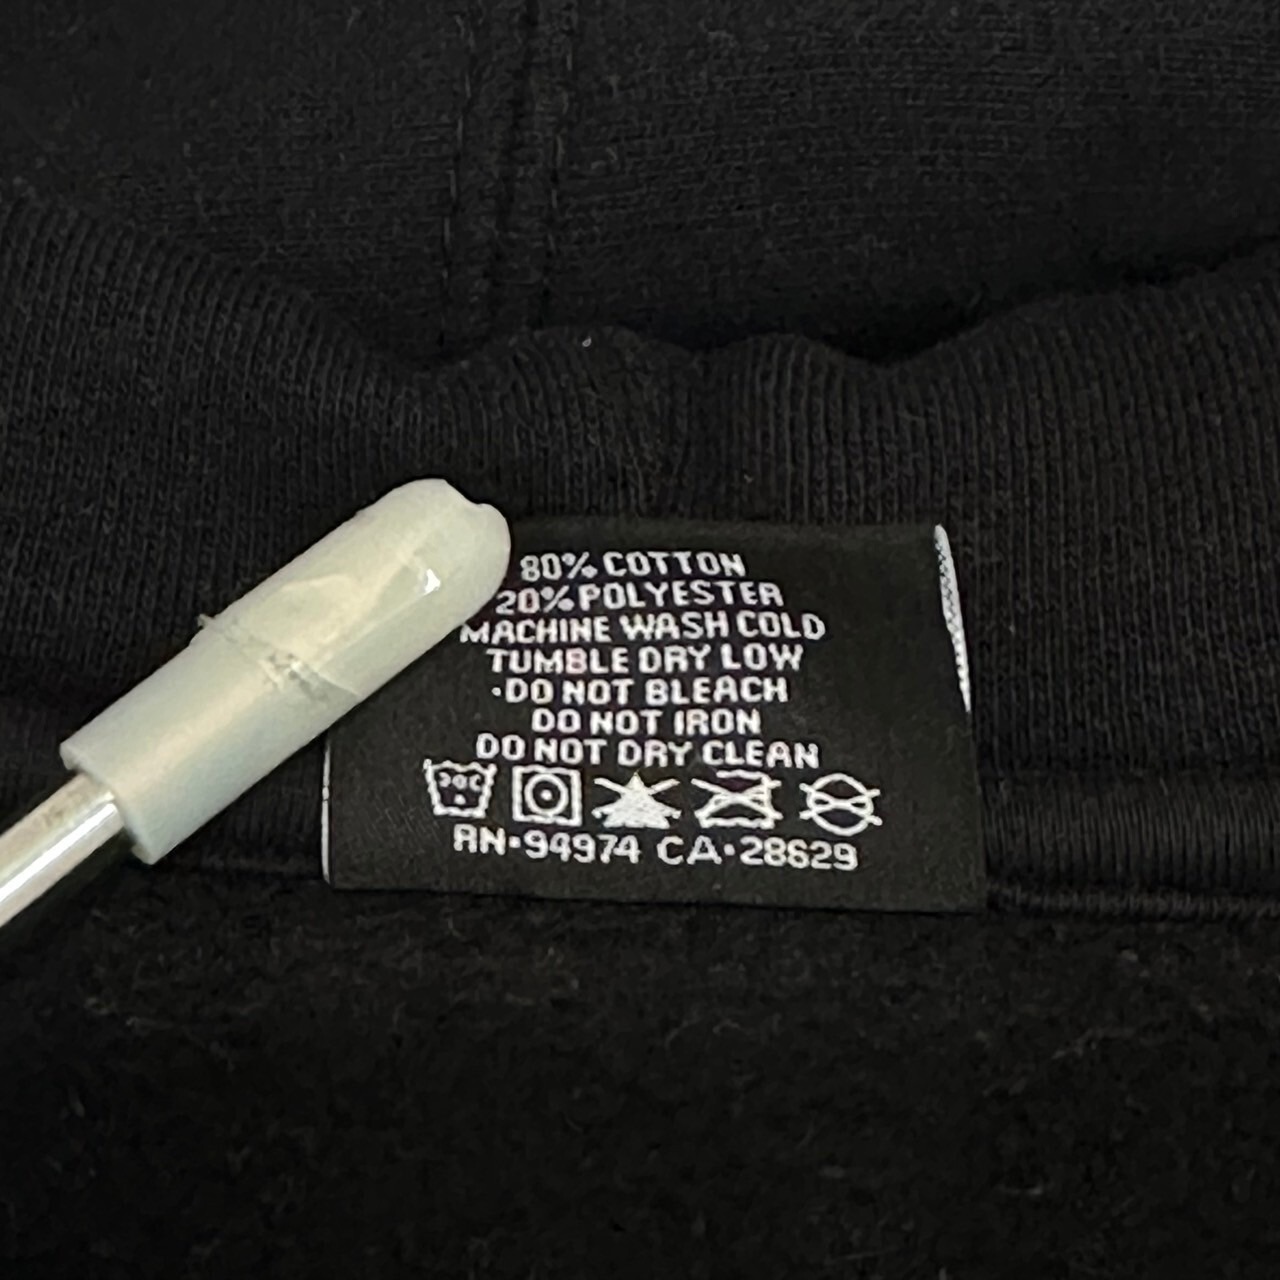 80% COTTON
20% POLYESTER
MACHINE WASH COLD
TUMBLE DRY LOW
·DO NOT BLEACH
DO NOT IRON
DO NOT DRY CLEAN
RN·94974 CA·28629